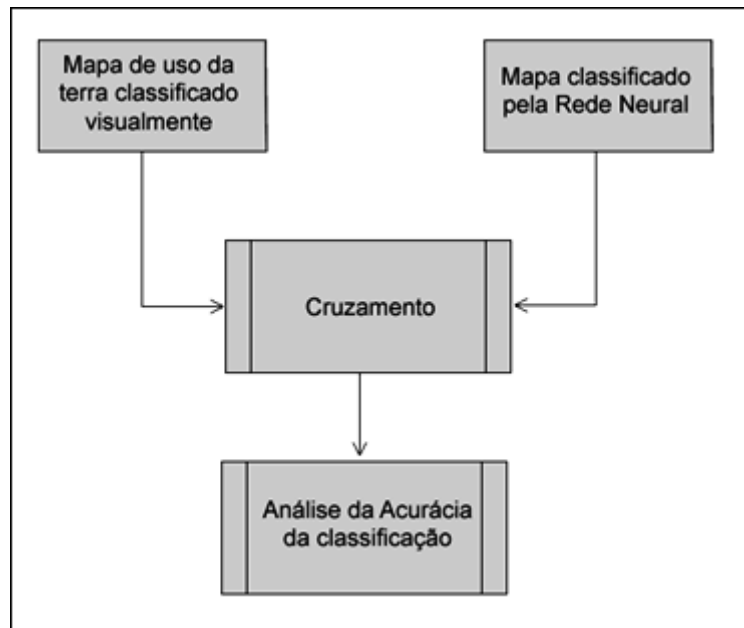 Mapa de uso da
terra classificado
visualmente
Mapa classificado
pela Rede Neural
Cruzamento
Análise da Acurácia
da classificação